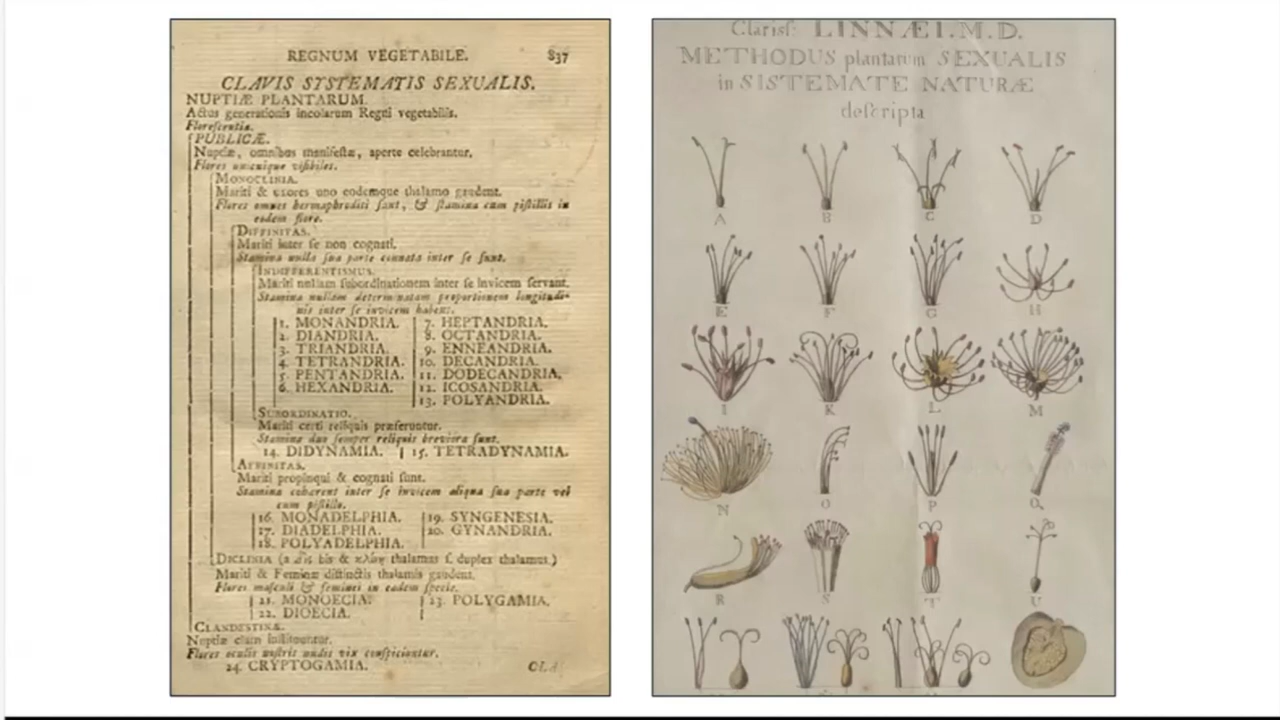 REGNUM VEGETABILE. 837
CLAVIS SYSTEMATIS SEXUALIS.
NUPTIÆ PLANTARUM.
Actus generationis incolarum Regni vegetabilis.
Florescentia.
PUBLICÆ.
Nuptiæ, omnibus manifestæ, aperte celebrantur.
Flores unicuique visibiles.
MONOCLINIA.
Mariti & uxores uno eodemque thalamo gaudent.
Flores omnes hermaphroditi sunt, & stamina cum pistillis in
eodem flore.
DIFFINITAS.
Mariti inter se non cognati.
Stamina nulla sua parte connata inter se sunt.
INDIFFERENTISMUS.
Mariti nullam subordinationem inter se invicem servant.
Stamina nullam determinatam proportionem longitudi-
nis inter se invicem habent.
1. MONANDRIA. 7. HEPTANDRIA.
2. DIANDRIA. 8. OCTANDRIA.
3. TRIANDRIA. 9. ENNEANDRIA.
4. TETRANDRIA. 10. DECANDRIA.
5. PENTANDRIA. 11. DODECANDRIA.
6. HEXANDRIA. 12. ICOSANDRIA.
13. POLYANDRIA.
SUBORDINATIO.
Mariti certi reliquis præferuntur.
Stamina duo semper reliquis breviora sunt.
14. DIDYNAMIA. 15. TETRADYNAMIA.
AFFINITAS.
Mariti propinqui & cognati sunt.
Stamina cohærent inter se invicem aliqua sua parte vel
cum pistillo.
16. MONADELPHIA. 19. SYNGENESIA.
17. DIADELPHIA. 20. GYNANDRIA.
18. POLYADELPHIA.
DICLINIA (a δὶς bis & κλίνη thalamus s. duplex thalamus.)
Mariti & Feminæ distinctis thalamis gaudent.
Flores masculi & feminei in eadem specie.
21. MONOECIA. 23. POLYGAMIA.
22. DIOECIA.
CLANDESTINÆ.
Nuptiæ clam instituuntur.
Flores oculis nostris nudis vix conspiciuntur.
24. CRYPTOGAMIA.
CLA
Clarisſ: LINNÆI.M.D.
METHODUS plantarum SEXUALIS
in SISTEMATE NATURÆ
deſcripta
A B C D
E F G H
I K L M
N O P Q
R S T U